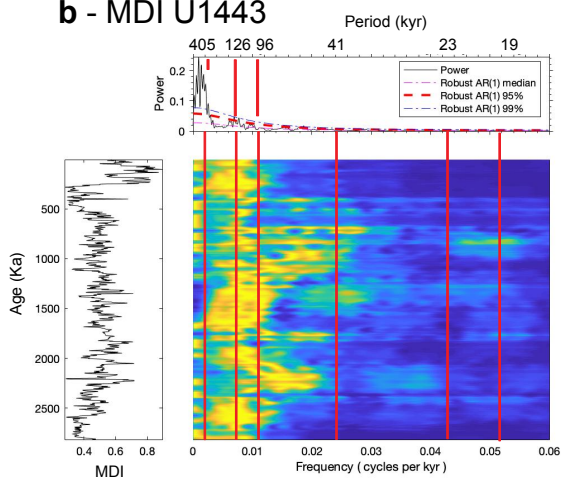 b - MDI U1443
Period (kyr)
405 126 96 41 23 19
Power
0.2
0.1
0
Power
Robust AR(1) median
Robust AR(1) 95%
Robust AR(1) 99%
Age (Ka)
500
1000
1500
2000
2500
0.4 0.6 0.8
MDI
0 0.01 0.02 0.03 0.04 0.05 0.06
Frequency ( cycles per kyr )